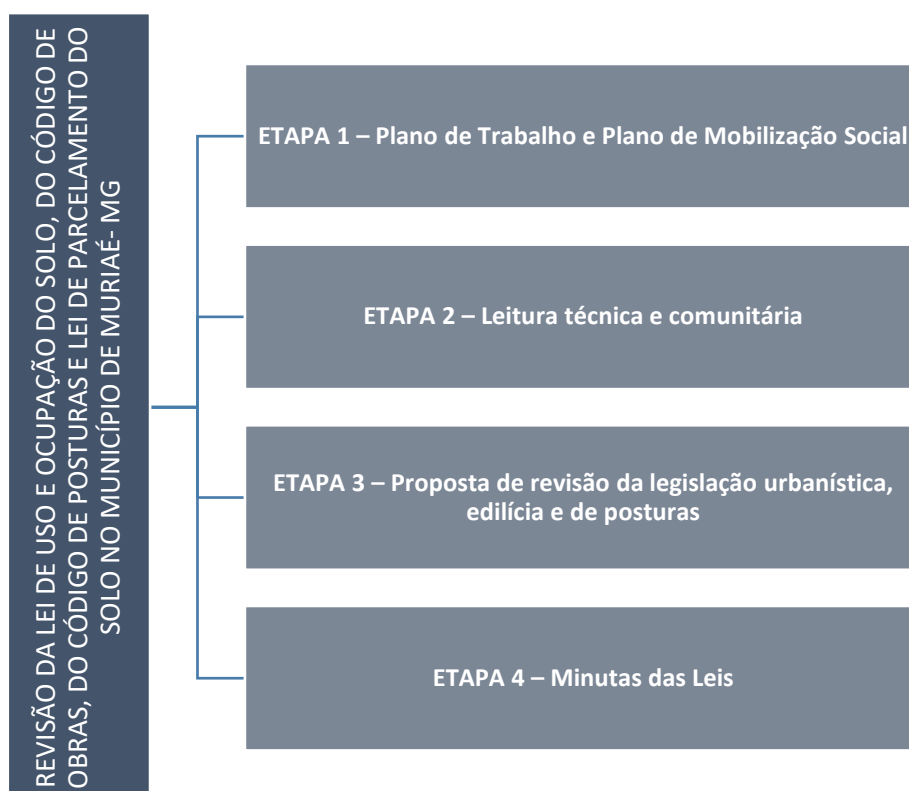 REVISÃO DA LEI DE USO E OCUPAÇÃO DO SOLO, DO CÓDIGO DE
OBRAS, DO CÓDIGO DE POSTURAS E LEI DE PARCELAMENTO DO
SOLO NO MUNICÍPIO DE MURIAÉ- MG
ETAPA 1 – Plano de Trabalho e Plano de Mobilização Social
ETAPA 2 – Leitura técnica e comunitária
ETAPA 3 – Proposta de revisão da legislação urbanística,
edilícia e de posturas
ETAPA 4 – Minutas das Leis